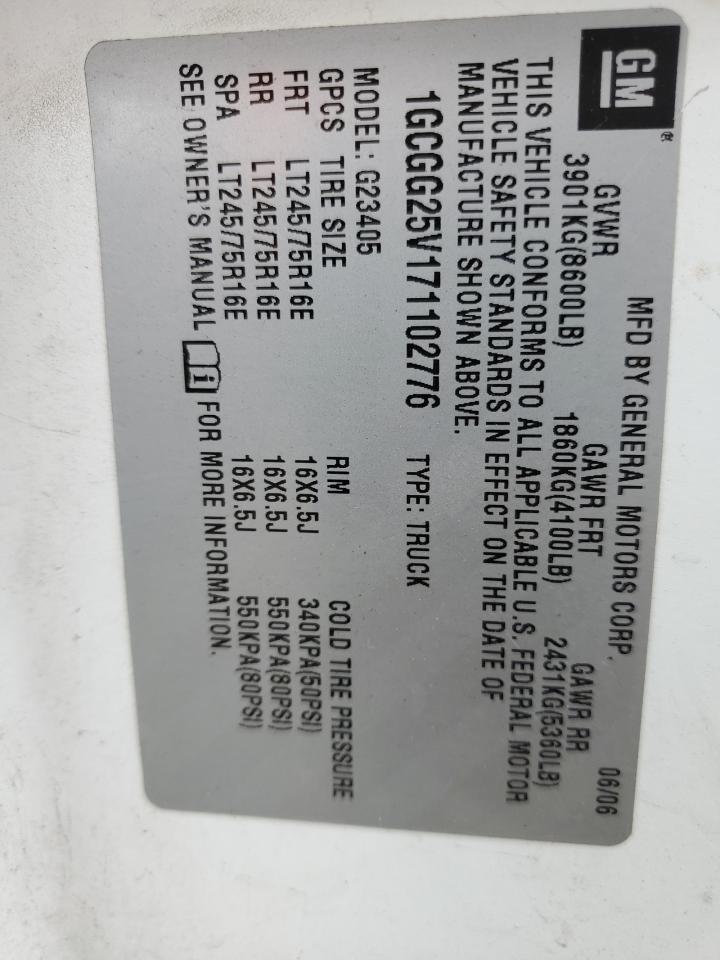 GM®
MFD BY GENERAL MOTORS CORP. 06/06
GVWR GAWR FRT GAWR RR
3901KG(8600LB) 1860KG(4100LB) 2431KG(5360LB)
THIS VEHICLE CONFORMS TO ALL APPLICABLE U.S. FEDERAL MOTOR
VEHICLE SAFETY STANDARDS IN EFFECT ON THE DATE OF
MANUFACTURE SHOWN ABOVE.
1GCGG25V171102776 TYPE: TRUCK
MODEL: G23405
GPCS TIRE SIZE RIM COLD TIRE PRESSURE
FRT LT245/75R16E 16X6.5J 340KPA(50PSI)
RR LT245/75R16E 16X6.5J 550KPA(80PSI)
SPA LT245/75R16E 16X6.5J 550KPA(80PSI)
SEE OWNER'S MANUAL i FOR MORE INFORMATION.